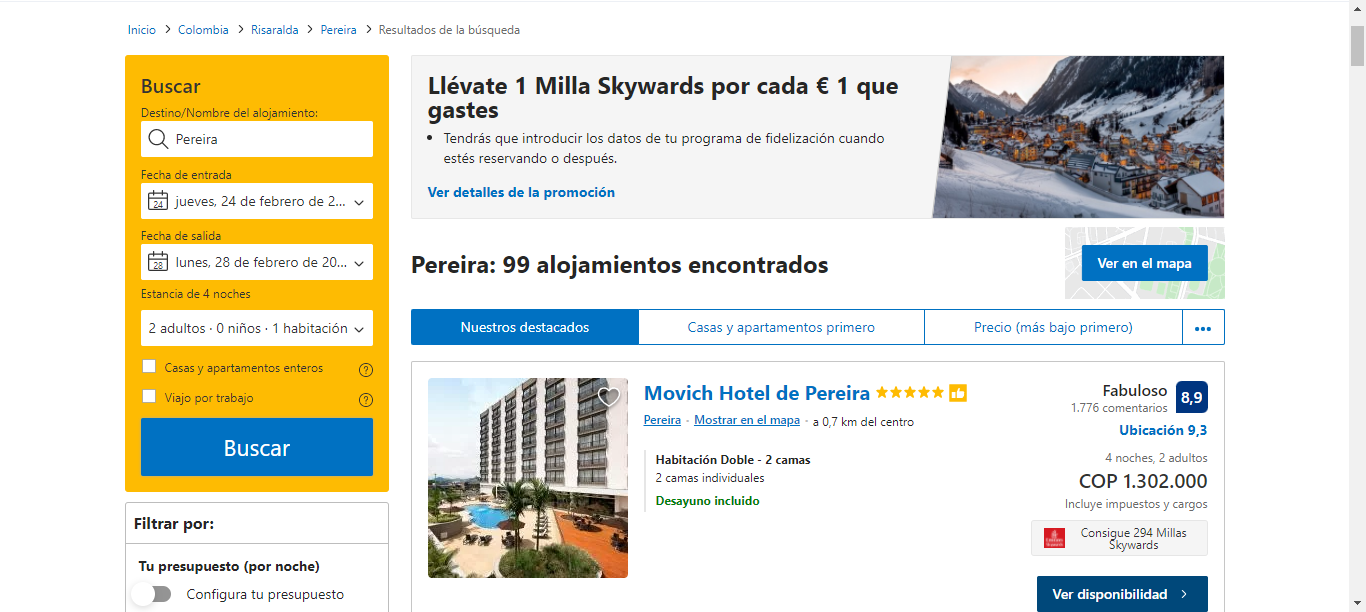 Inicio > Colombia > Risaralda > Pereira > Resultados de la búsqueda
Buscar
Destino/Nombre del alojamiento:
Pereira
Fecha de entrada
24 jueves, 24 de febrero de 2...
Fecha de salida
28 lunes, 28 de febrero de 20...
Estancia de 4 noches
2 adultos · 0 niños · 1 habitación
Casas y apartamentos enteros ?
Viajo por trabajo ?
Buscar
Filtrar por:
Tu presupuesto (por noche)
Configura tu presupuesto
Llévate 1 Milla Skywards por cada € 1 que
gastes
• Tendrás que introducir los datos de tu programa de fidelización cuando
estés reservando o después.
Ver detalles de la promoción
Pereira: 99 alojamientos encontrados
Ver en el mapa
Nuestros destacados
Casas y apartamentos primero
Precio (más bajo primero)
•••
Movich Hotel de Pereira
Pereira · Mostrar en el mapa · a 0,7 km del centro
Habitación Doble - 2 camas
2 camas individuales
Desayuno incluido
Fabuloso 8,9
1.776 comentarios
Ubicación 9,3
4 noches, 2 adultos
COP 1.302.000
Incluye impuestos y cargos
Consigue 294 Millas
Skywards
Ver disponibilidad >